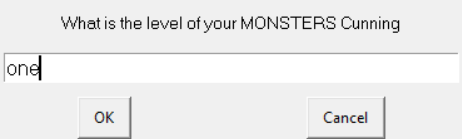 What is the level of your MONSTERS Cunning
one
OK Cancel